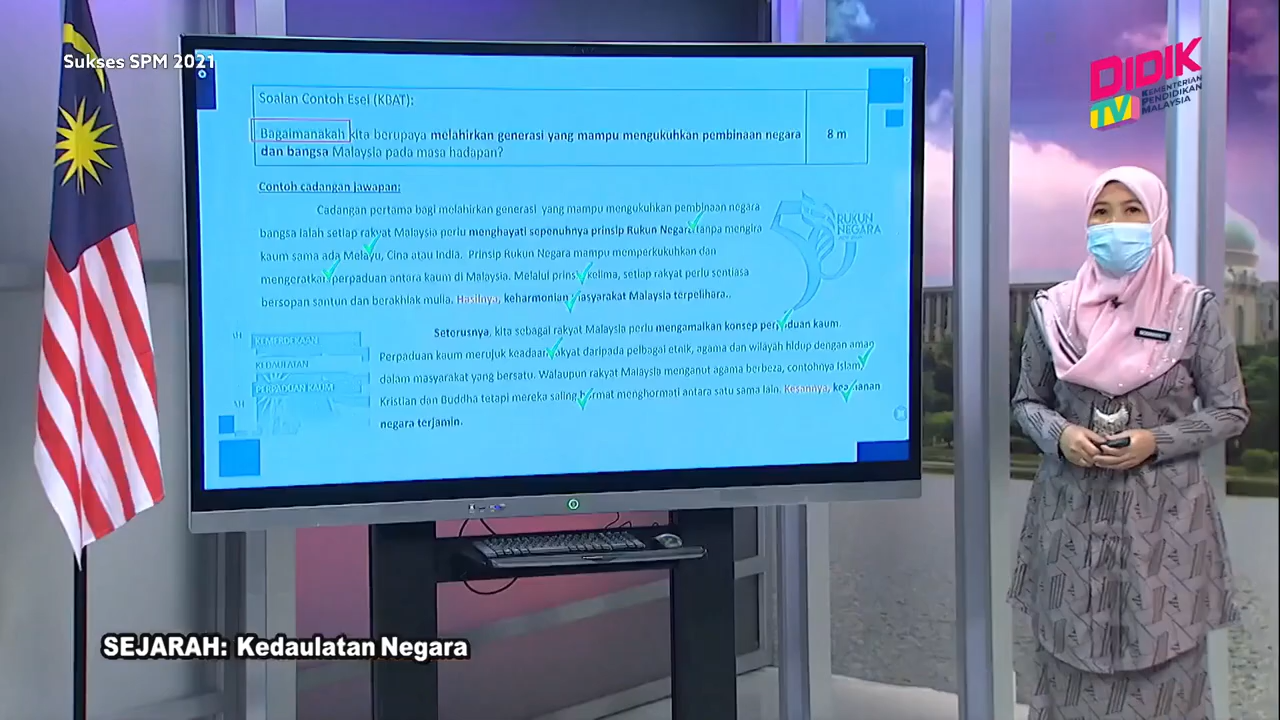 Sukses SPM 2021
DIDIK
TV
KEMENTERIAN
PENDIDIKAN
MALAYSIA
Soalan Contoh Esei (KBAT):
Bagaimanakah kita berupaya melahirkan generasi yang mampu mengukuhkan pembinaan negara
dan bangsa Malaysia pada masa hadapan?
8 m
Contoh cadangan jawapan:
Cadangan pertama bagi melahirkan generasi yang mampu mengukuhkan pembinaan negara
bangsa ialah setiap rakyat Malaysia perlu menghayati sepenuhnya prinsip Rukun Negara tanpa mengira
kaum sama ada Melayu, Cina atau India. Prinsip Rukun Negara mampu memperkukuhkan dan
mengeratkan perpaduan antara kaum di Malaysia. Melalui prinsip kelima, setiap rakyat perlu sentiasa
bersopan santun dan berakhlak mulia. Hasilnya, keharmonian masyarakat Malaysia terpelihara..
RUKUN
NEGARA
Seterusnya, kita sebagai rakyat Malaysia perlu mengamalkan konsep perpaduan kaum.
Perpaduan kaum merujuk keadaan rakyat daripada pelbagai etnik, agama dan wilayah hidup dengan aman
dalam masyarakat yang bersatu. Walaupun rakyat Malaysia menganut agama berbeza, contohnya Islam,
Kristian dan Buddha tetapi mereka saling hormat menghormati antara satu sama lain. Kesannya, keamanan
negara terjamin.
KEMERDEKAAN
KEDAULATAN
PERPADUAN KAUM
SEJARAH: Kedaulatan Negara